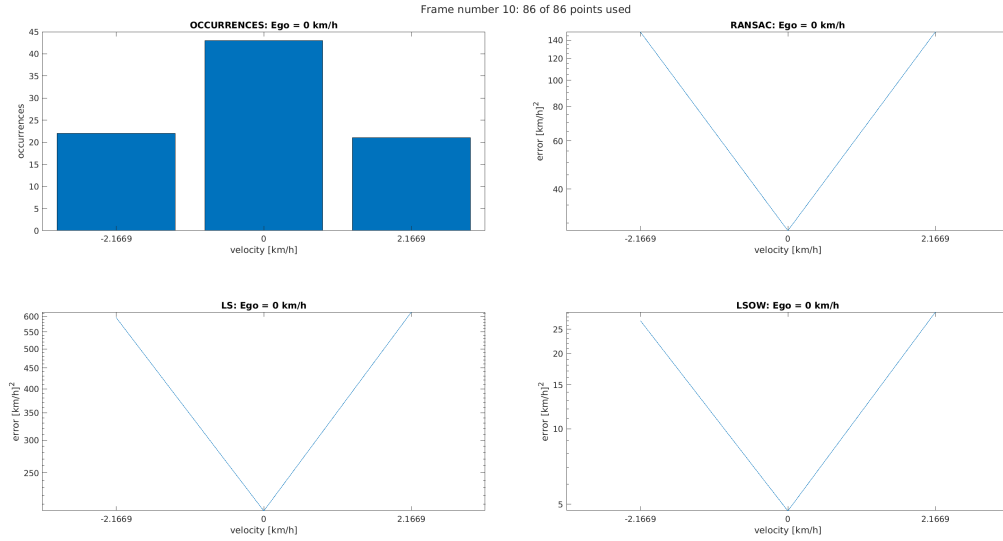 Frame number 10: 86 of 86 points used
OCCURRENCES: Ego = 0 km/h
45
40
35
30
25
20
15
10
5
0
occurrences
-2.1669 0 2.1669
velocity [km/h]
RANSAC: Ego = 0 km/h
140
120
100
80
60
40
error [km/h]²
-2.1669 0 2.1669
velocity [km/h]
LS: Ego = 0 km/h
600
550
500
450
400
350
300
250
error [km/h]²
-2.1669 0 2.1669
velocity [km/h]
LSOW: Ego = 0 km/h
25
20
15
10
5
error [km/h]²
-2.1669 0 2.1669
velocity [km/h]